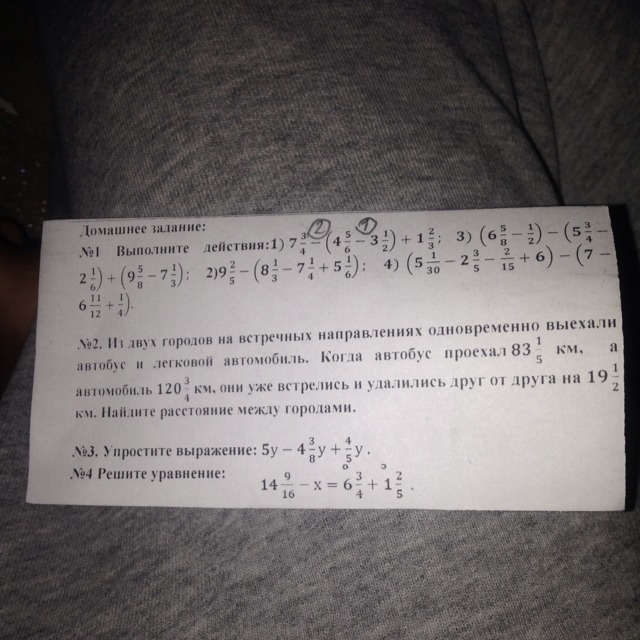 Домашнее задание:
№1 Выполните действия:1) 7 3/4 − (4 5/6 − 3 1/2) + 1 2/3; 3) (6 5/8 − 1/2) − (5 3/4 −
② ①
2 1/6) + (9 5/8 − 7 1/3); 2)9 2/5 − (8 1/3 − 7 1/4 + 5 1/6); 4) (5 1/30 − 2 3/5 − 2/15 + 6) − (7 −
6 11/12 + 1/4).
№2. Из двух городов на встречных направлениях одновременно выехали
автобус и легковой автомобиль. Когда автобус проехал 83 1/5 км, а
автомобиль 120 3/4 км, они уже встрелись и удалились друг от друга на 19 1/2
км. Найдите расстояние между городами.
№3. Упростите выражение: 5у − 4 3/8 у + 4/5 у .
№4 Решите уравнение:
14 9/16 − х = 6 3/4 + 1 2/5 .